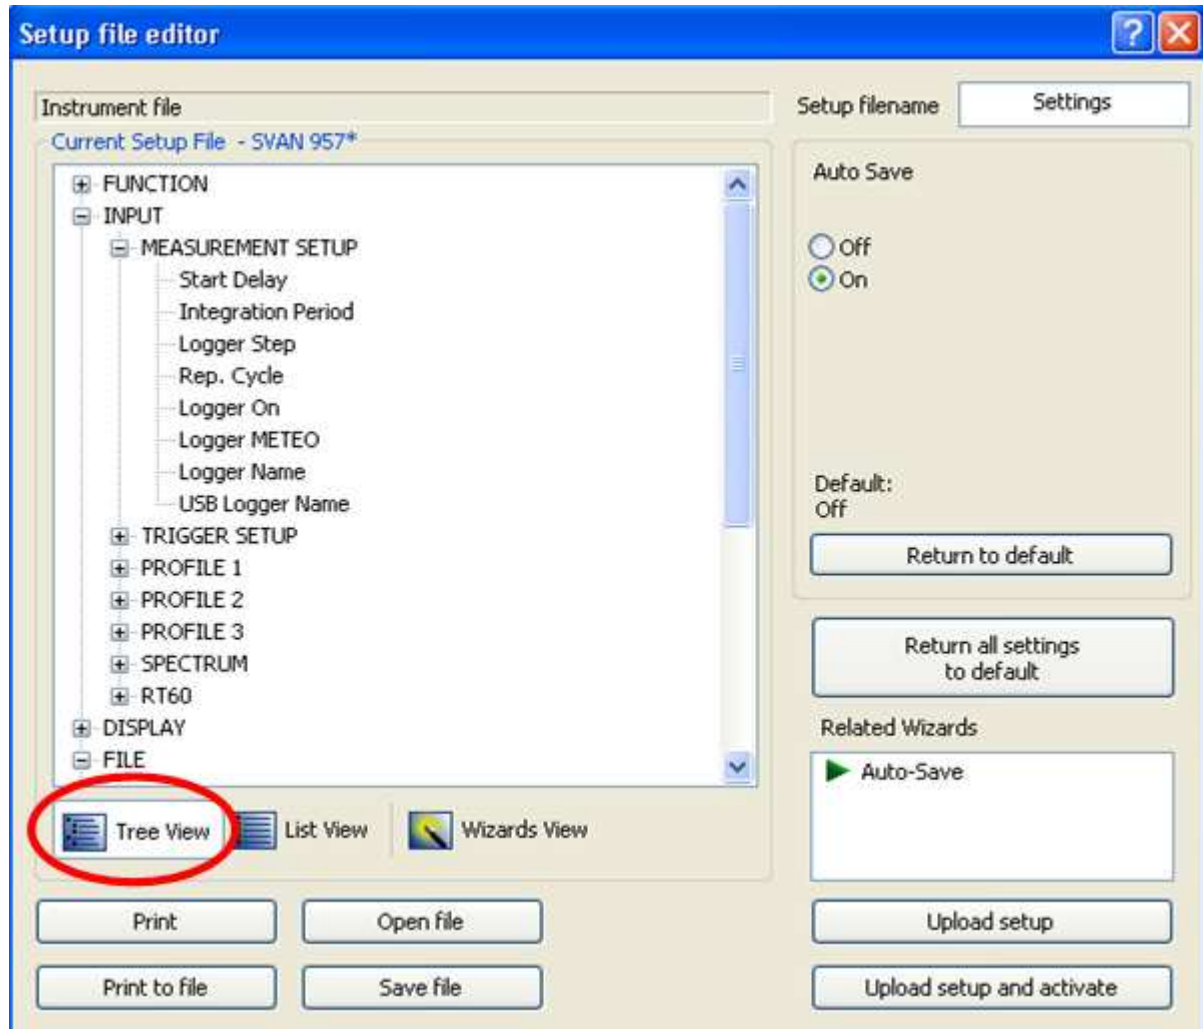 Setup file editor
Instrument file
Setup filename
Settings
Current Setup File - SVAN 957*
FUNCTION
INPUT
MEASUREMENT SETUP
Start Delay
Integration Period
Logger Step
Rep. Cycle
Logger On
Logger METEO
Logger Name
USB Logger Name
TRIGGER SETUP
PROFILE 1
PROFILE 2
PROFILE 3
SPECTRUM
RT60
DISPLAY
FILE
Tree View
List View
Wizards View
Print
Open file
Print to file
Save file
Auto Save
Off
On
Default:
Off
Return to default
Return all settings
to default
Related Wizards
Auto-Save
Upload setup
Upload setup and activate